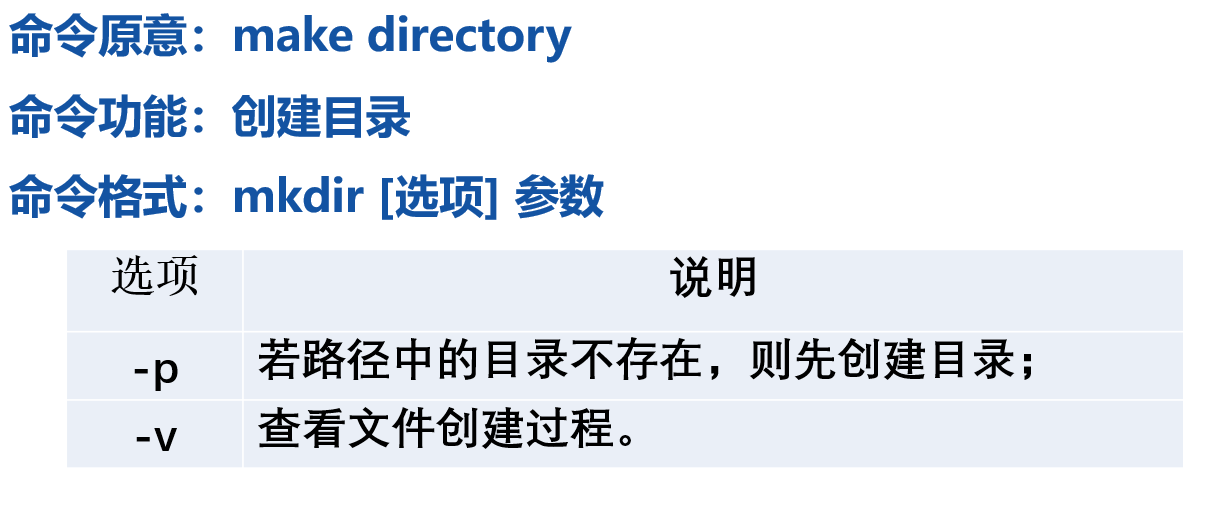 命令原意：make directory
命令功能：创建目录
命令格式：mkdir [选项] 参数
选项 说明
-p 若路径中的目录不存在，则先创建目录；
-v 查看文件创建过程。